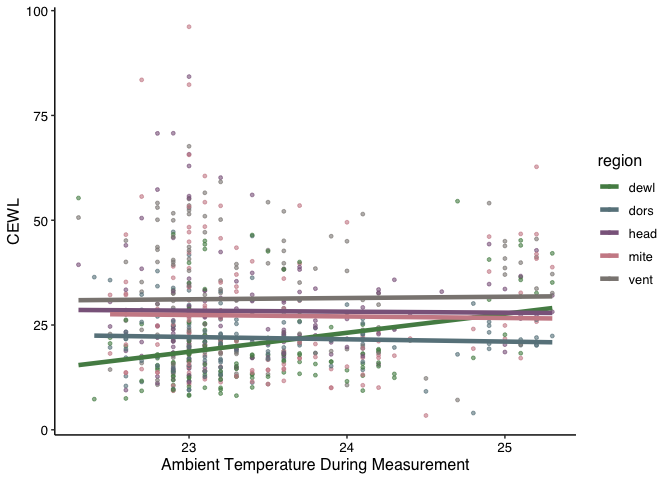 100
75
50
25
0
CEWL
23
24
25
Ambient Temperature During Measurement
region
dewl
dors
head
mite
vent